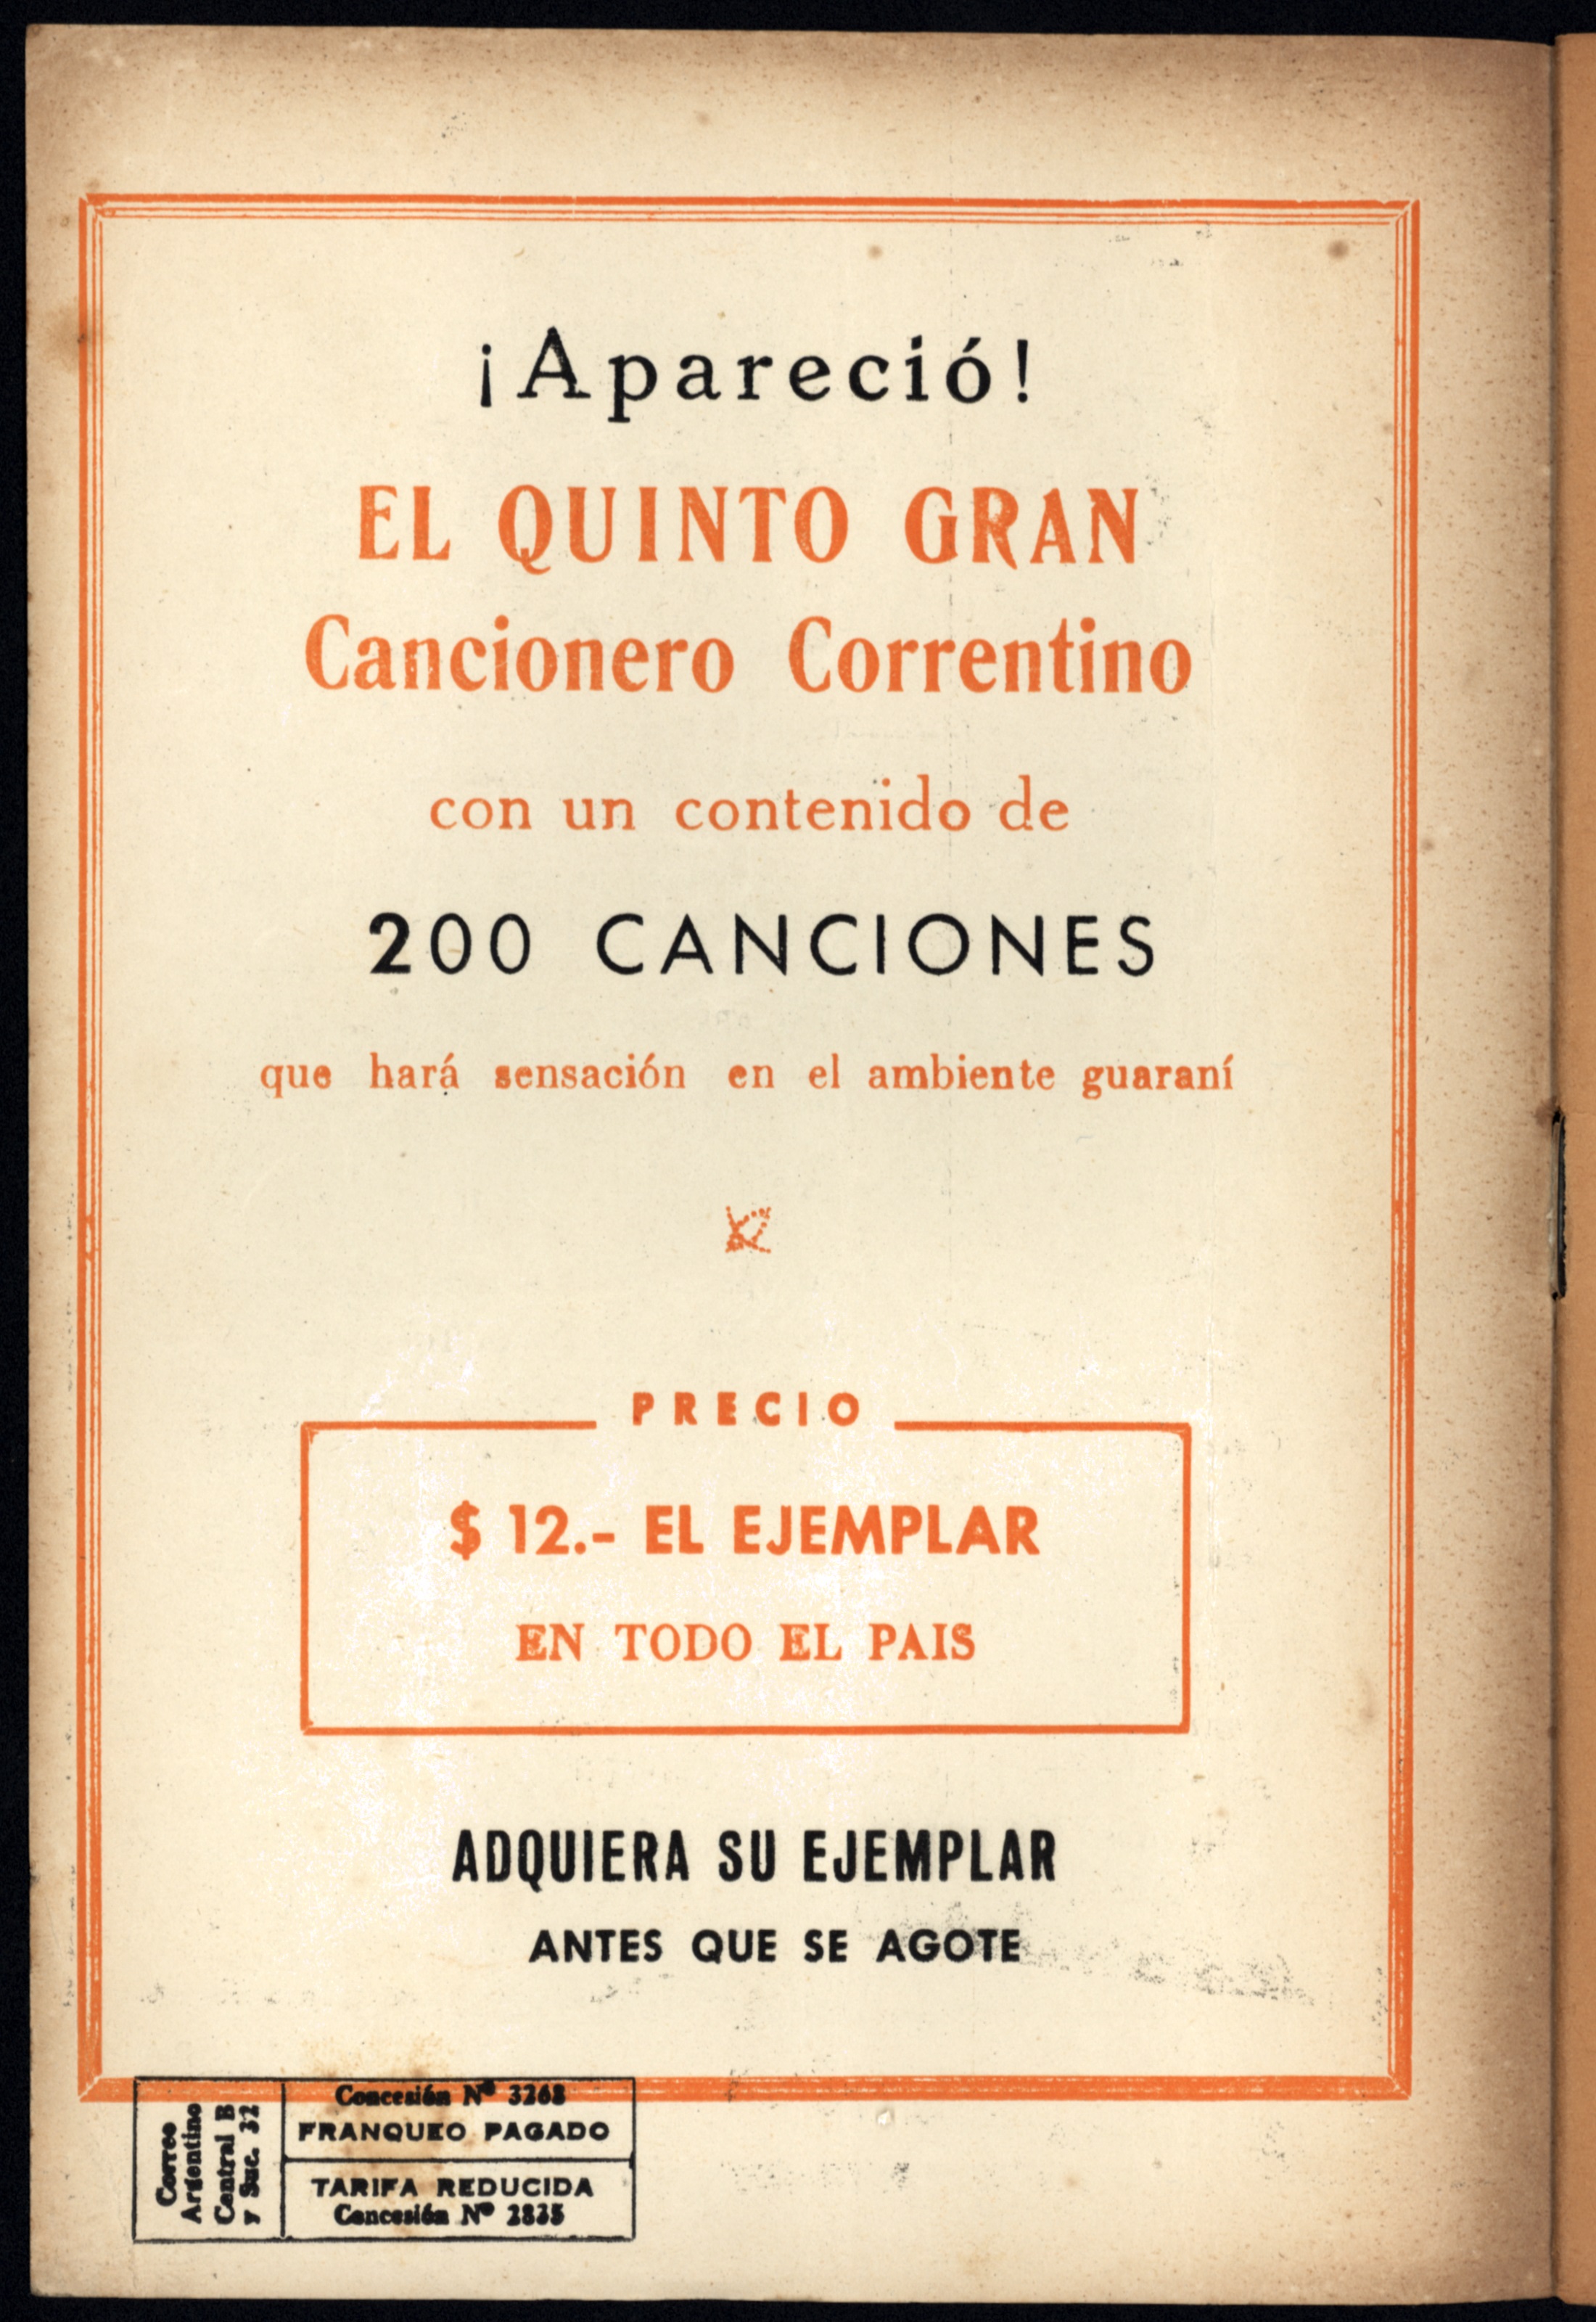 ¡Apareció!
EL QUINTO GRAN
Cancionero Correntino
con un contenido de
200 CANCIONES
que hará sensación en el ambiente guaraní
PRECIO
$ 12.- EL EJEMPLAR
EN TODO EL PAIS
ADQUIERA SU EJEMPLAR
ANTES QUE SE AGOTE
Correo
Argentino
Central B
y Suc. 32
Concesión Nº 3268
FRANQUEO PAGADO
TARIFA REDUCIDA
Concesión Nº 2835